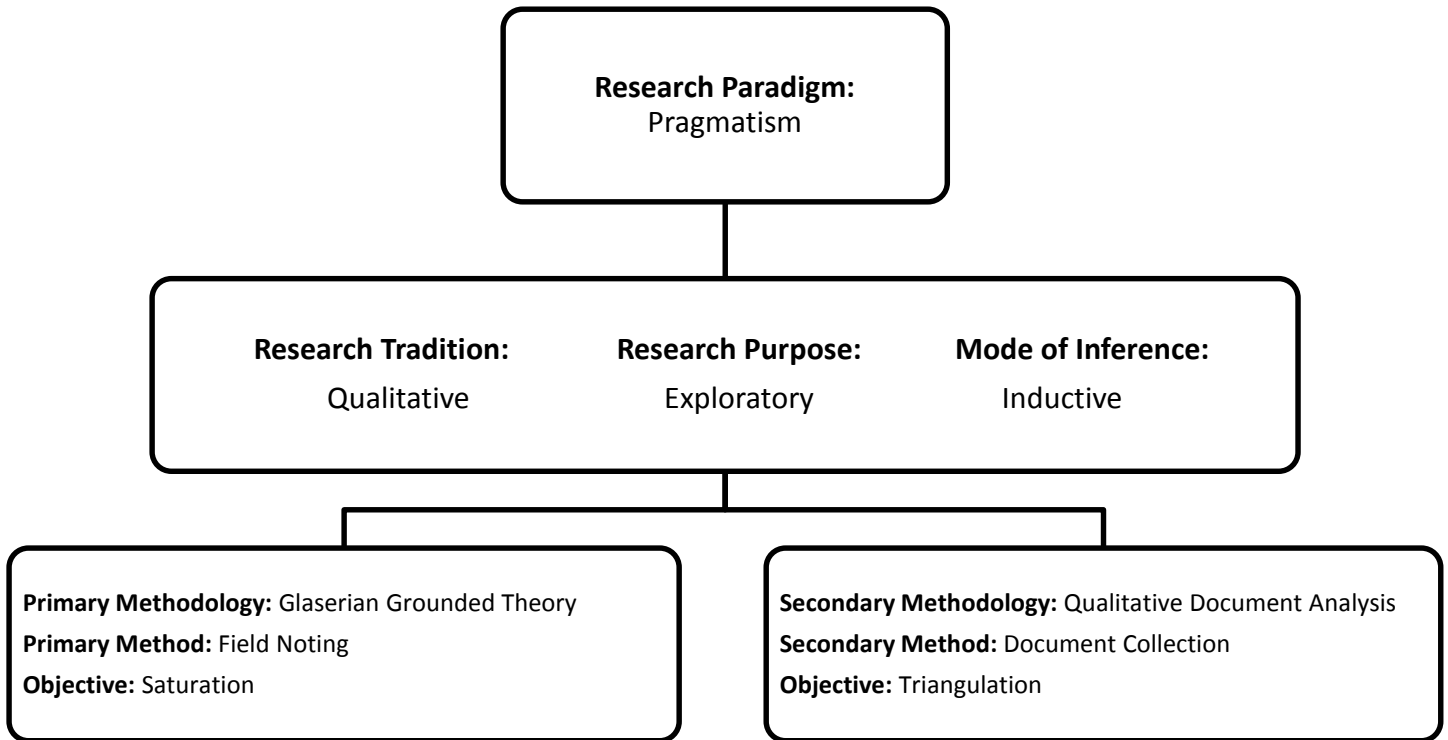 Research Paradigm:
Pragmatism
Research Tradition: Research Purpose: Mode of Inference:
Qualitative Exploratory Inductive
Primary Methodology: Glaserian Grounded Theory
Primary Method: Field Noting
Objective: Saturation
Secondary Methodology: Qualitative Document Analysis
Secondary Method: Document Collection
Objective: Triangulation